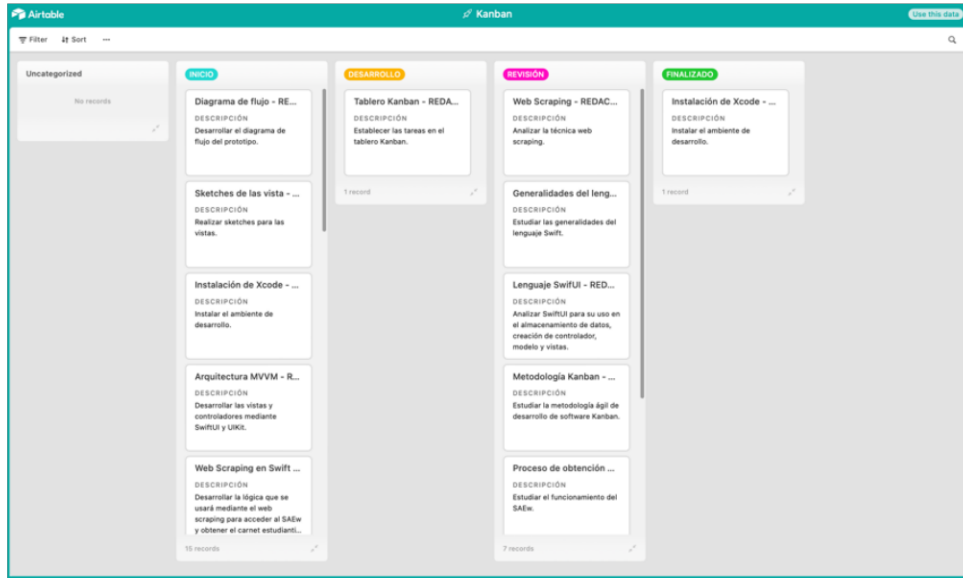 Airtable
Kanban
Use this data
Filter
Sort
...
Uncategorized
No records
INICIO
Diagrama de flujo - RE...
DESCRIPCIÓN
Desarrollar el diagrama de
flujo del prototipo.
Sketches de las vista - ...
DESCRIPCIÓN
Realizar sketches para las
vistas.
Instalación de Xcode - ...
DESCRIPCIÓN
Instalar el ambiente de
desarrollo.
Arquitectura MVVM - R...
DESCRIPCIÓN
Desarrollar las vistas y
controladores mediante
SwiftUI y UIKit.
Web Scraping en Swift ...
DESCRIPCIÓN
Desarrollar la lógica que se
usará mediante el web
scraping para acceder al SAEw
y obtener el carnet estudianti...
15 records
DESARROLLO
Tablero Kanban - REDA...
DESCRIPCIÓN
Establecer las tareas en el
tablero Kanban.
1 record
REVISIÓN
Web Scraping - REDAC...
DESCRIPCIÓN
Analizar la técnica web
scraping.
Generalidades del leng...
DESCRIPCIÓN
Estudiar las generalidades del
lenguaje Swift.
Lenguaje SwifUI - RED...
DESCRIPCIÓN
Analizar SwiftUI para su uso en
el almacenamiento de datos,
creación de controlador,
modelo y vistas.
Metodología Kanban - ...
DESCRIPCIÓN
Estudiar la metodología ágil de
desarrollo de software Kanban.
Proceso de obtención ...
DESCRIPCIÓN
Estudiar el funcionamiento del
SAEw.
7 records
FINALIZADO
Instalación de Xcode - ...
DESCRIPCIÓN
Instalar el ambiente de
desarrollo.
1 record